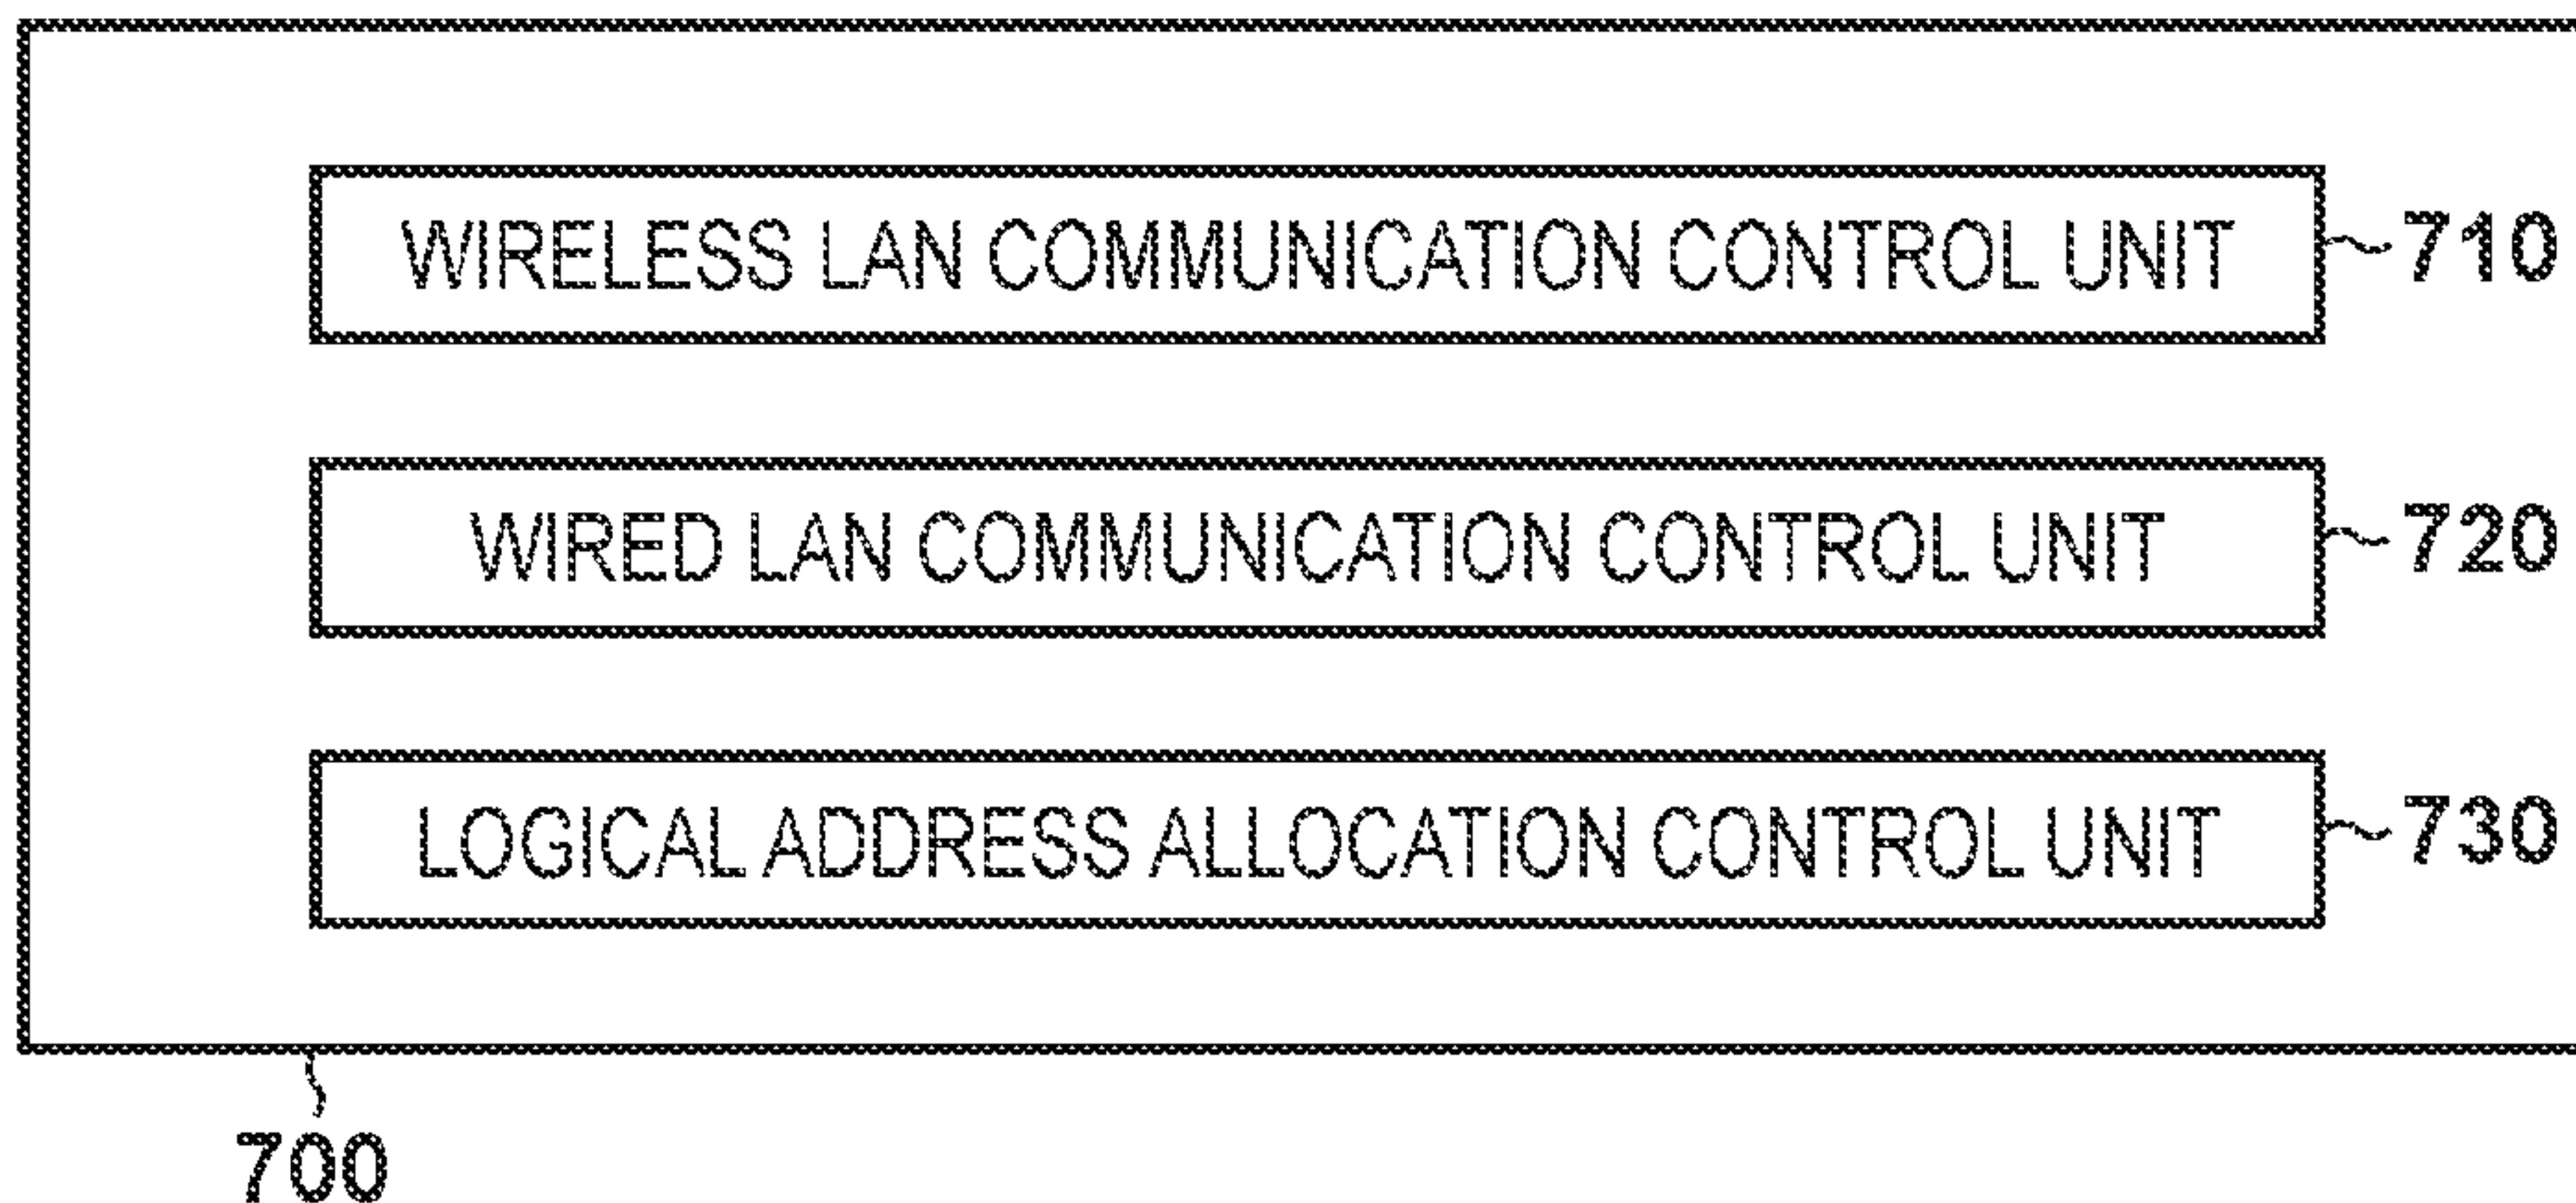 WIRELESS LAN COMMUNICATION CONTROL UNIT 710
WIRED LAN COMMUNICATION CONTROL UNIT 720
LOGICAL ADDRESS ALLOCATION CONTROL UNIT 730
700